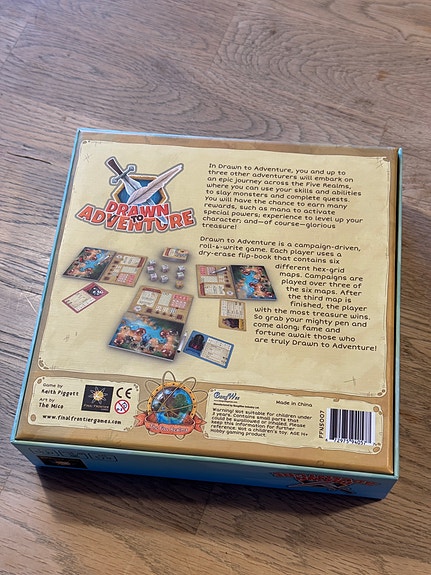 DRAWN
TO
ADVENTURE
In Drawn to Adventure, you and up to
three other adventurers will embark on
an epic journey across the Five Realms,
where you can use your skills and abilities
to slay monsters and complete quests.
You will have the chance to earn many
rewards, such as mana to activate
special powers; experience to level up your
character; and—of course—glorious
treasure!
Drawn to Adventure is a campaign-driven,
roll-&-write game. Each player uses a
dry-erase flip-book that contains six
different hex-grid
maps. Campaigns are
played over three of
the six maps. After
the third map is
finished, the player
with the most treasure wins.
So grab your mighty pen and
come along; fame and
fortune await those who
are truly Drawn to Adventure!
Game by
Keith Piggott
Art by
The Mico
www.finalfrontiergames.com
FINAL FRONTIER
CE
0-3
Made in China
Warning! Not suitable for children under
3 years. Contains small parts that
could be swallowed or inhaled. Please
keep this information for further
reference. Not a children's toy. AGE 14+
Hobby gaming product.
FFNS007